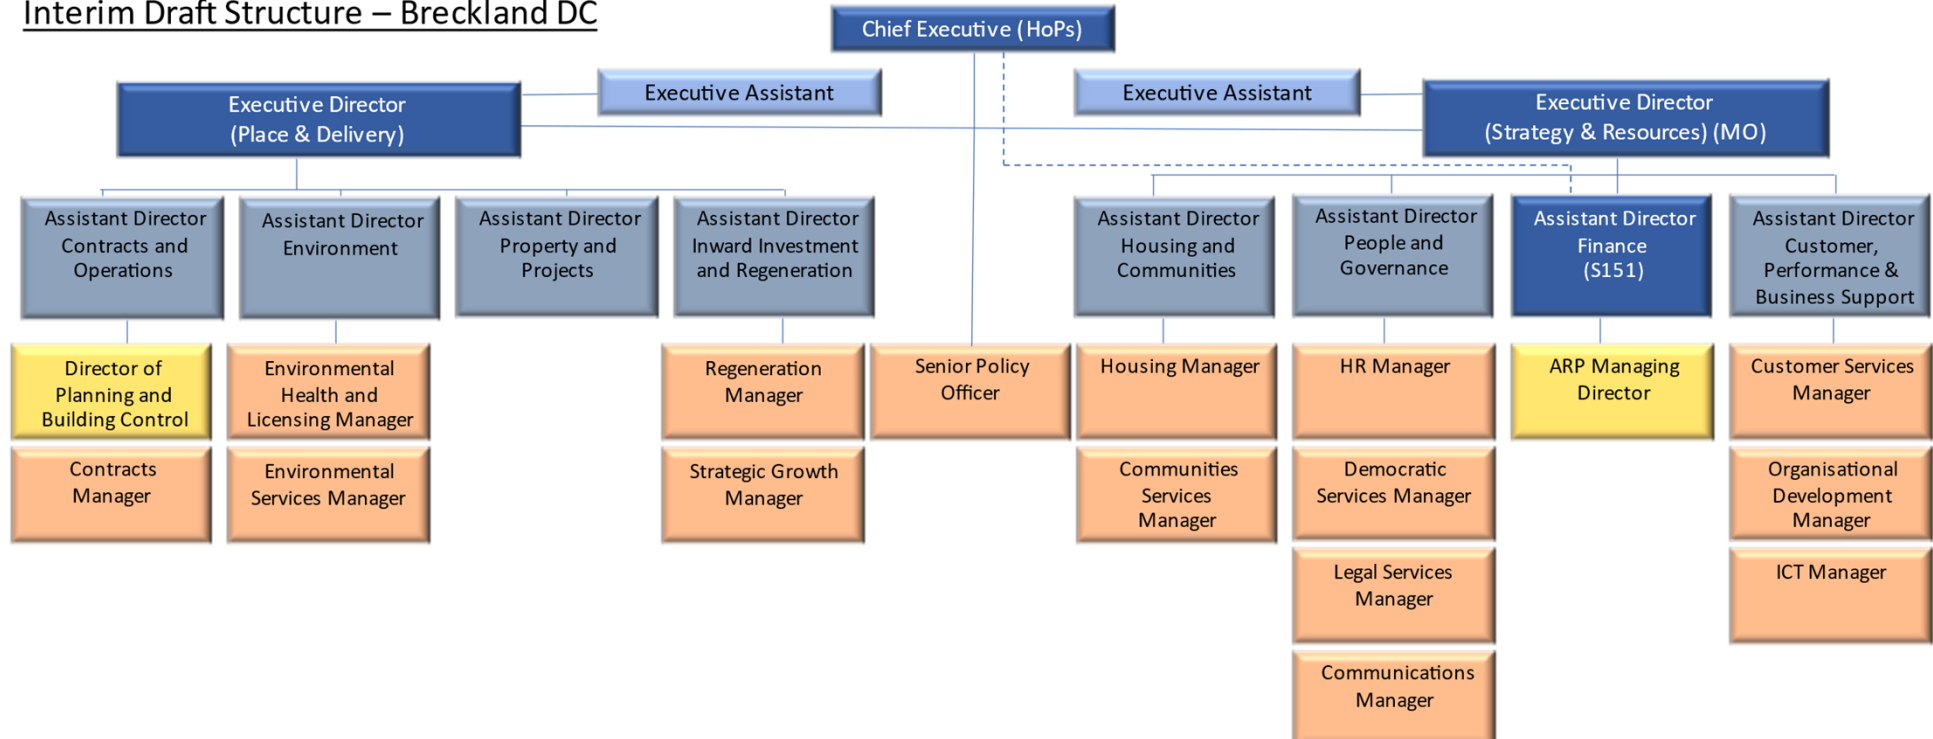 Interim Draft Structure – Breckland DC
Chief Executive (HoPs)
Executive Director
(Place & Delivery)
Executive Assistant
Executive Assistant
Executive Director
(Strategy & Resources) (MO)
Assistant Director
Contracts and
Operations
Assistant Director
Environment
Assistant Director
Property and
Projects
Assistant Director
Inward Investment
and Regeneration
Assistant Director
Housing and
Communities
Assistant Director
People and
Governance
Assistant Director
Finance
(S151)
Assistant Director
Customer,
Performance &
Business Support
Director of
Planning and
Building Control
Environmental
Health and
Licensing Manager
Regeneration
Manager
Senior Policy
Officer
Housing Manager
HR Manager
ARP Managing
Director
Customer Services
Manager
Contracts
Manager
Environmental
Services Manager
Strategic Growth
Manager
Communities
Services
Manager
Democratic
Services Manager
Organisational
Development
Manager
Legal Services
Manager
ICT Manager
Communications
Manager